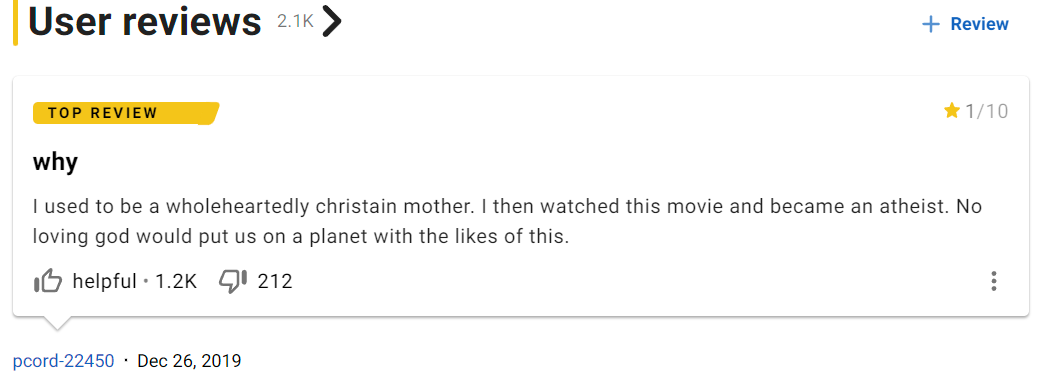 User reviews 2.1K
+ Review
TOP REVIEW
1/10
why
I used to be a wholeheartedly christain mother. I then watched this movie and became an atheist. No
loving god would put us on a planet with the likes of this.
helpful • 1.2K 212
pcord-22450 · Dec 26, 2019